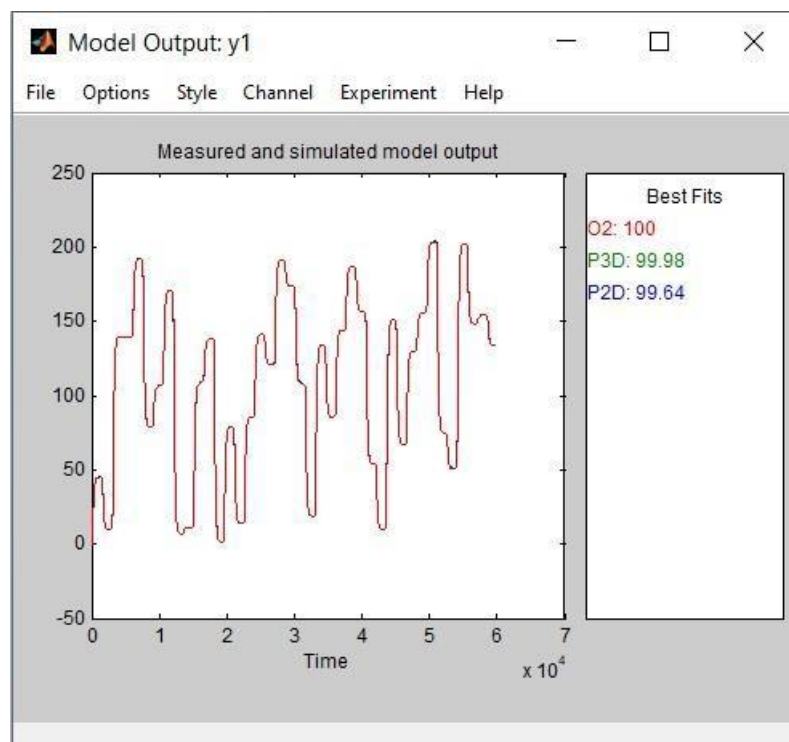 Model Output: y1
File Options Style Channel Experiment Help
Measured and simulated model output
250
200
150
100
50
0
-50
0 1 2 3 4 5 6 7
Time
x 10^4
Best Fits
O2: 100
P3D: 99.98
P2D: 99.64